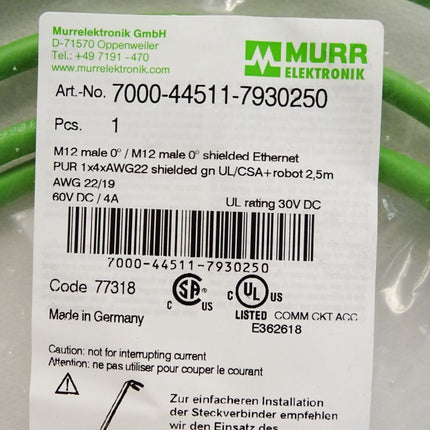 Murrelektronik GmbH
D-71570 Oppenweiler
Tel.: +49 7191 - 470
www.murrelektronik.com
MURR
ELEKTRONIK
Art.-No. 7000-44511-7930250
Pcs. 1
M12 male 0° / M12 male 0° shielded Ethernet
PUR 1x4xAWG22 shielded gn UL/CSA+robot 2,5m
AWG 22/19
60V DC / 4A UL rating 30V DC
7000-44511-7930250
Code 77318 SA C US C UL US
Made in Germany LISTED COMM CKT ACC
E362618
Caution: not for interrupting current
Attention: ne pas utiliser pour couper le courant
Zur einfacheren Installation
der Steckverbinder empfehlen
wir den Einsatz des